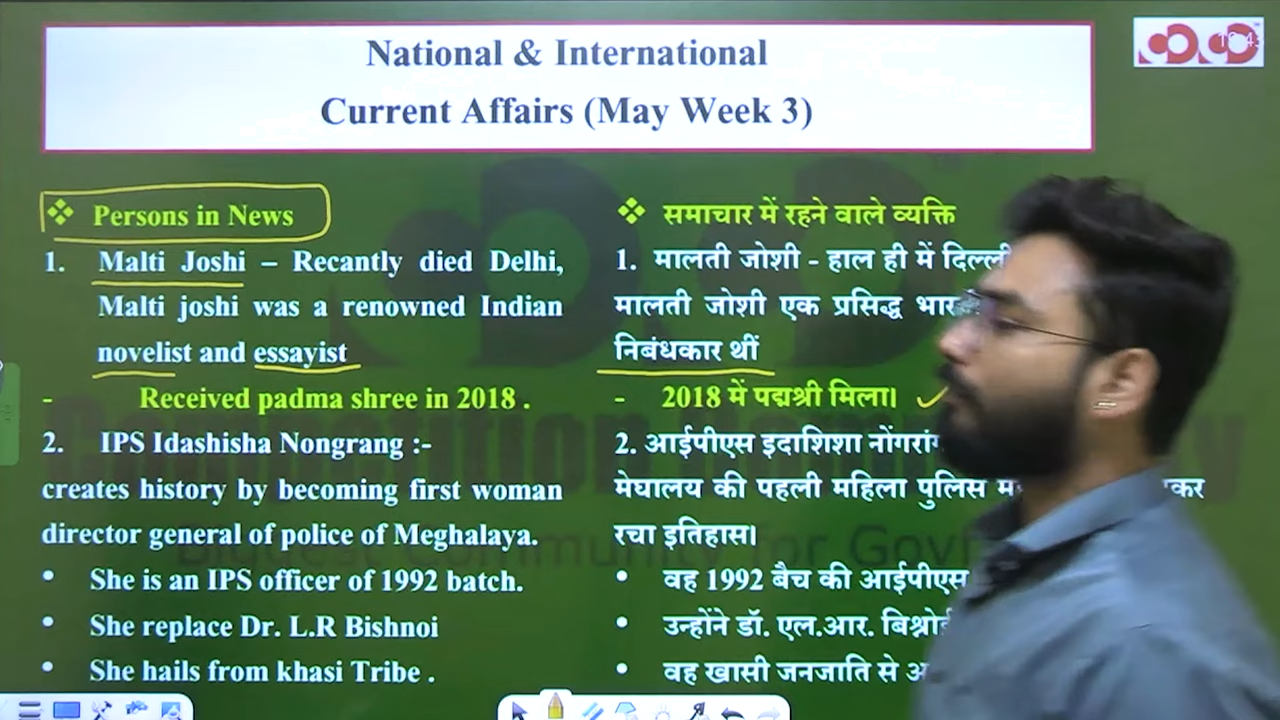 National & International
Current Affairs (May Week 3)
❖ Persons in News
1. Malti Joshi – Recantly died Delhi,
Malti joshi was a renowned Indian
novelist and essayist
- Received padma shree in 2018 .
2. IPS Idashisha Nongrang :-
creates history by becoming first woman
director general of police of Meghalaya.
• She is an IPS officer of 1992 batch.
• She replace Dr. L.R Bishnoi
• She hails from khasi Tribe .
❖ समाचार में रहने वाले व्यक्ति
1. मालती जोशी - हाल ही में दिल्ली
मालती जोशी एक प्रसिद्ध
निबंधकार थीं
- 2018 में पद्मश्री मिला।
2. आईपीएस इदाशिशा
मेघालय की पहली महिला पुलिस
रचा इतिहास।
• वह 1992 बैच की आईपीएस
• उन्होंने डॉ. एल.आर.
• वह खासी जनजाति से